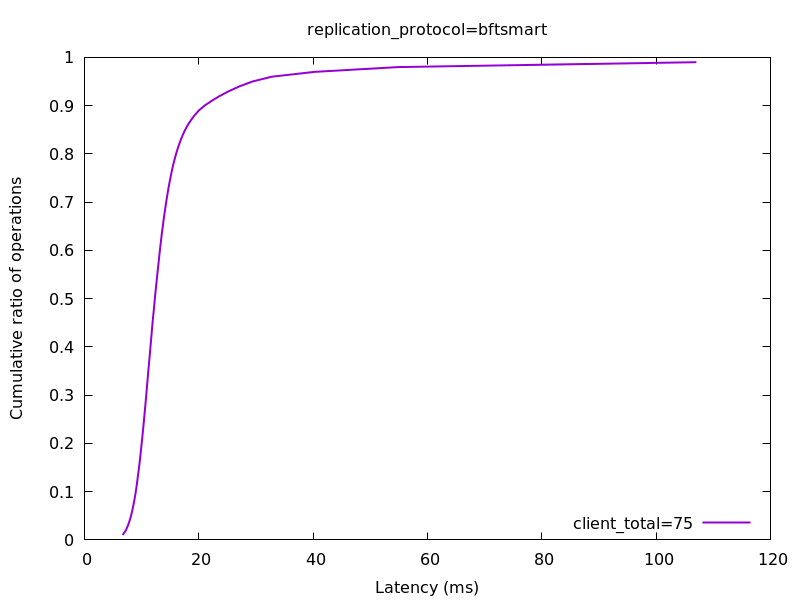 replication_protocol=bftsmart
1
0.9
0.8
0.7
0.6
0.5
0.4
0.3
0.2
0.1
0
Cumulative ratio of operations
client_total=75
0 20 40 60 80 100 120
Latency (ms)